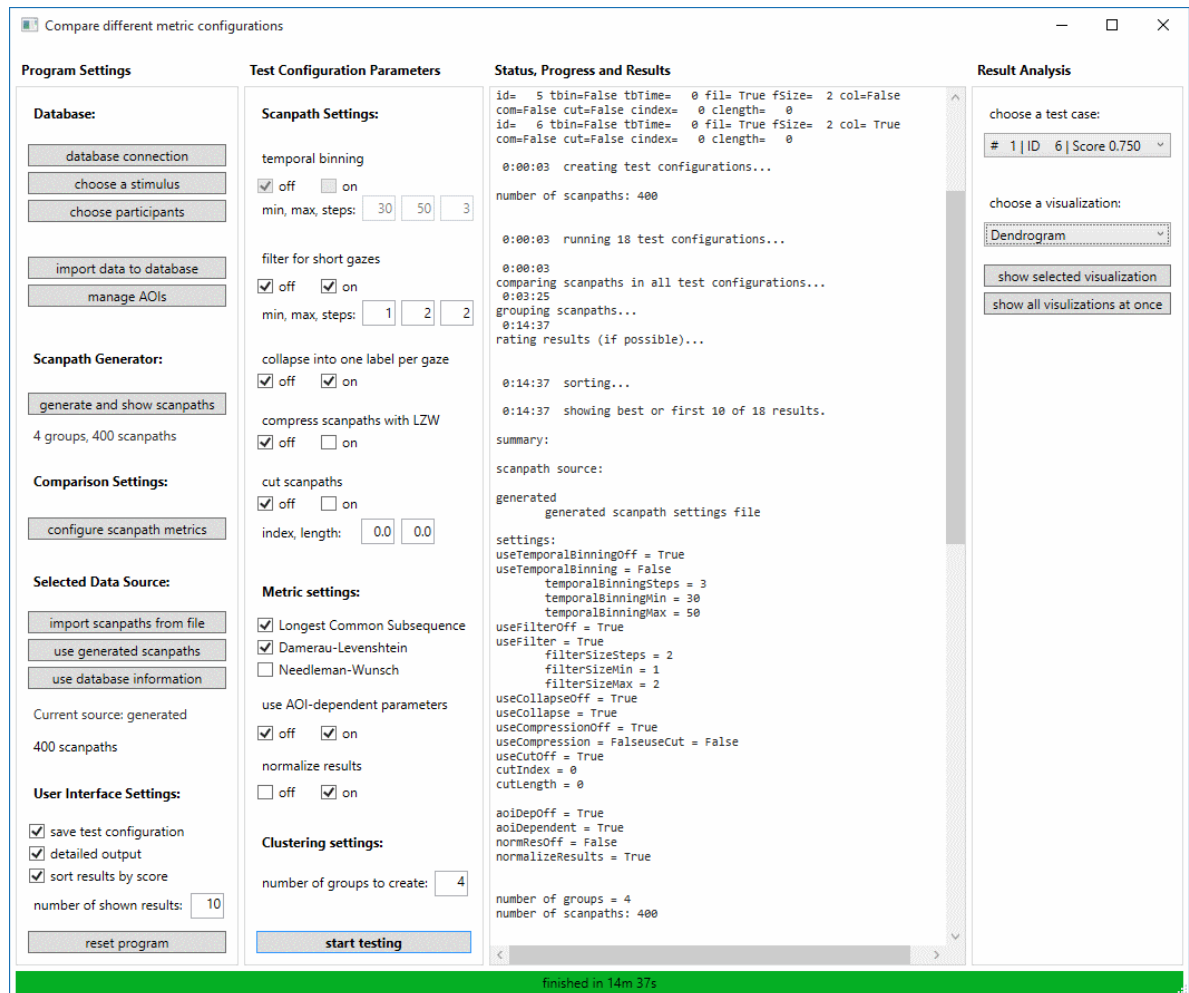 Compare different metric configurations
Program Settings
Database:
database connection
choose a stimulus
choose participants
import data to database
manage AOIs
Scanpath Generator:
generate and show scanpaths
4 groups, 400 scanpaths
Comparison Settings:
configure scanpath metrics
Selected Data Source:
import scanpaths from file
use generated scanpaths
use database information
Current source: generated
400 scanpaths
User Interface Settings:
save test configuration
detailed output
sort results by score
number of shown results: 10
reset program
Test Configuration Parameters
Scanpath Settings:
temporal binning
off on
min, max, steps: 30 50 3
filter for short gazes
off on
min, max, steps: 1 2 2
collapse into one label per gaze
off on
compress scanpaths with LZW
off on
cut scanpaths
off on
index, length: 0.0 0.0
Metric settings:
Longest Common Subsequence
Damerau-Levenshtein
Needleman-Wunsch
use AOI-dependent parameters
off on
normalize results
off on
Clustering settings:
number of groups to create: 4
start testing
Status, Progress and Results
id= 5 tbin=False tbTime= 0 fil= True fSize= 2 col=False
com=False cut=False cindex= 0 clength= 0
id= 6 tbin=False tbTime= 0 fil= True fSize= 2 col= True
com=False cut=False cindex= 0 clength= 0
0:00:03 creating test configurations...
number of scanpaths: 400
0:00:03 running 18 test configurations...
0:00:03
comparing scanpaths in all test configurations...
0:03:25
grouping scanpaths...
0:14:37
rating results (if possible)...
0:14:37 sorting...
0:14:37 showing best or first 10 of 18 results.
summary:
scanpath source:
generated
generated scanpath settings file
settings:
useTemporalBinningOff = True
useTemporalBinning = False
temporalBinningSteps = 3
temporalBinningMin = 30
temporalBinningMax = 50
useFilterOff = True
useFilter = True
filterSizeSteps = 2
filterSizeMin = 1
filterSizeMax = 2
useCollapseOff = True
useCollapse = True
useCompressionOff = True
useCompression = FalseuseCut = False
useCutOff = True
cutIndex = 0
cutLength = 0
aoiDepOff = True
aoiDependent = True
normResOff = False
normalizeResults = True
number of groups = 4
number of scanpaths: 400
Result Analysis
choose a test case:
# 1 | ID 6 | Score 0.750
choose a visualization:
Dendrogram
show selected visualization
show all visulizations at once
finished in 14m 37s